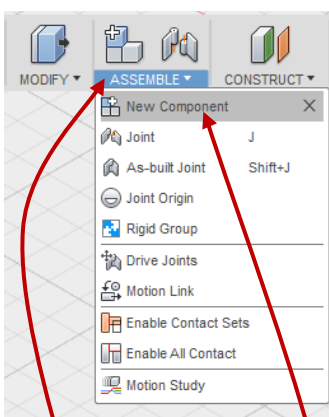 MODIFY ▾ ASSEMBLE ▾ CONSTRUCT ▾
New Component
Joint J
As-built Joint Shift+J
Joint Origin
Rigid Group
Drive Joints
Motion Link
Enable Contact Sets
Enable All Contact
Motion Study